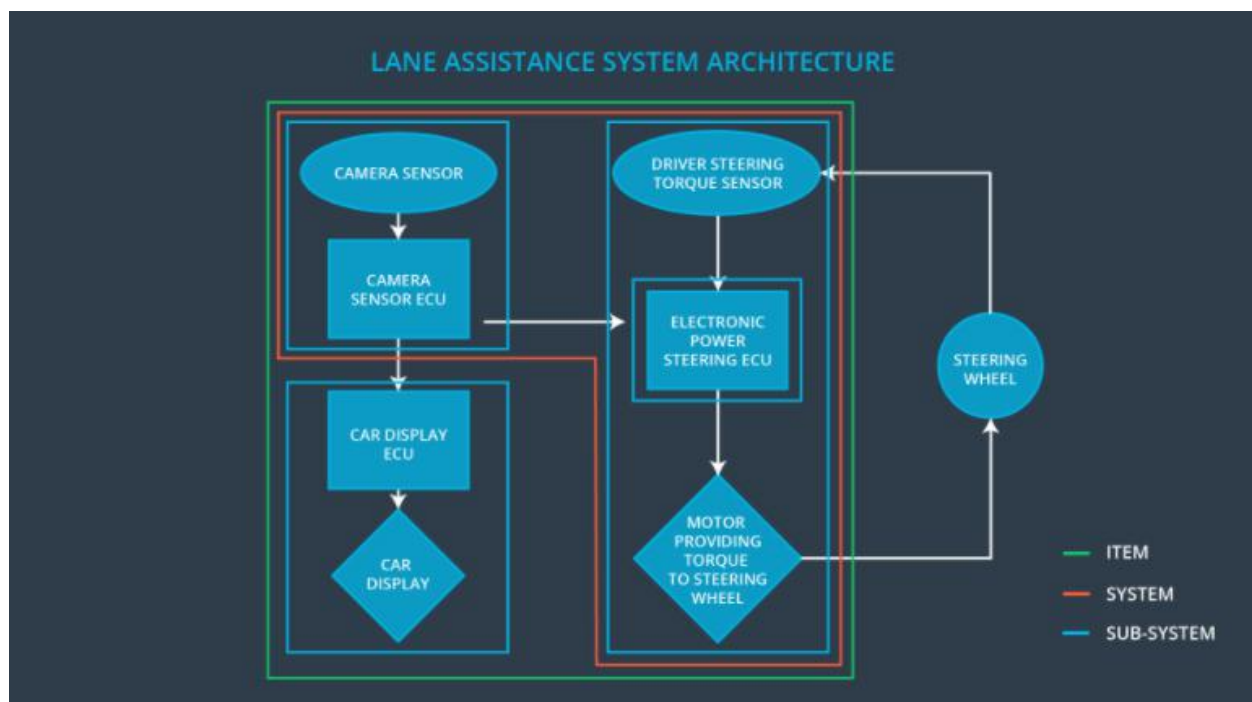 LANE ASSISTANCE SYSTEM ARCHITECTURE
CAMERA SENSOR
CAMERA
SENSOR ECU
CAR DISPLAY
ECU
CAR
DISPLAY
DRIVER STEERING
TORQUE SENSOR
ELECTRONIC
POWER
STEERING ECU
MOTOR
PROVIDING
TORQUE
TO STEERING
WHEEL
STEERING
WHEEL
ITEM
SYSTEM
SUB-SYSTEM